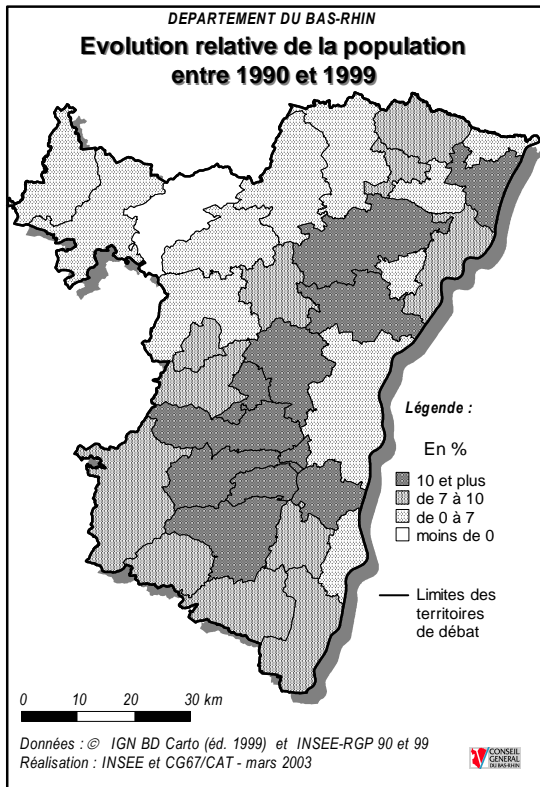 DEPARTEMENT DU BAS-RHIN
Evolution relative de la population
entre 1990 et 1999
Légende :
En %
10 et plus
de 7 à 10
de 0 à 7
moins de 0
Limites des
territoires
de débat
0 10 20 30 km
Données : © IGN BD Carto (éd. 1999) et INSEE-RGP 90 et 99
Réalisation : INSEE et CG67/CAT - mars 2003
CONSEIL
GENERAL
DU BAS-RHIN